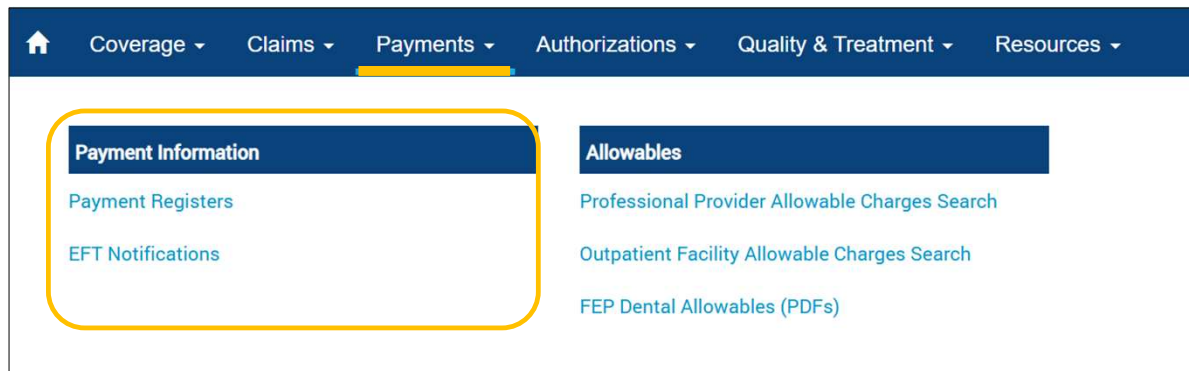 Coverage Claims Payments Authorizations Quality & Treatment Resources
Payment Information
Payment Registers
EFT Notifications
Allowables
Professional Provider Allowable Charges Search
Outpatient Facility Allowable Charges Search
FEP Dental Allowables (PDFs)